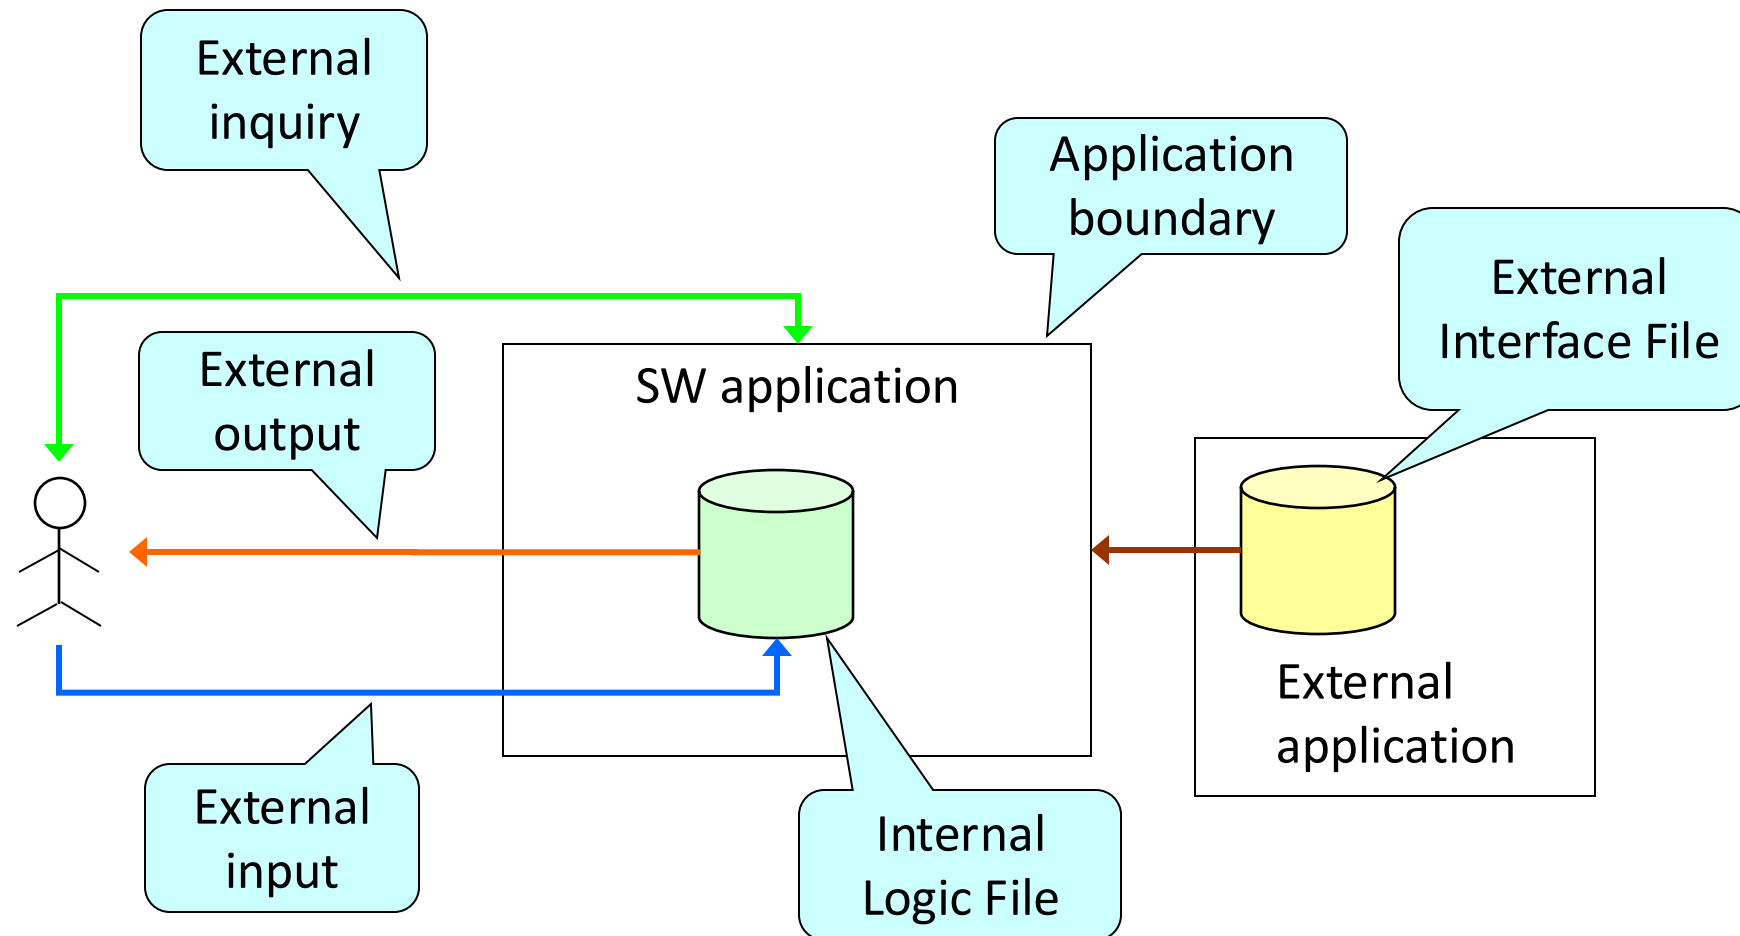 External
inquiry
Application
boundary
External
Interface File
External
output
SW application
External
application
External
input
Internal
Logic File